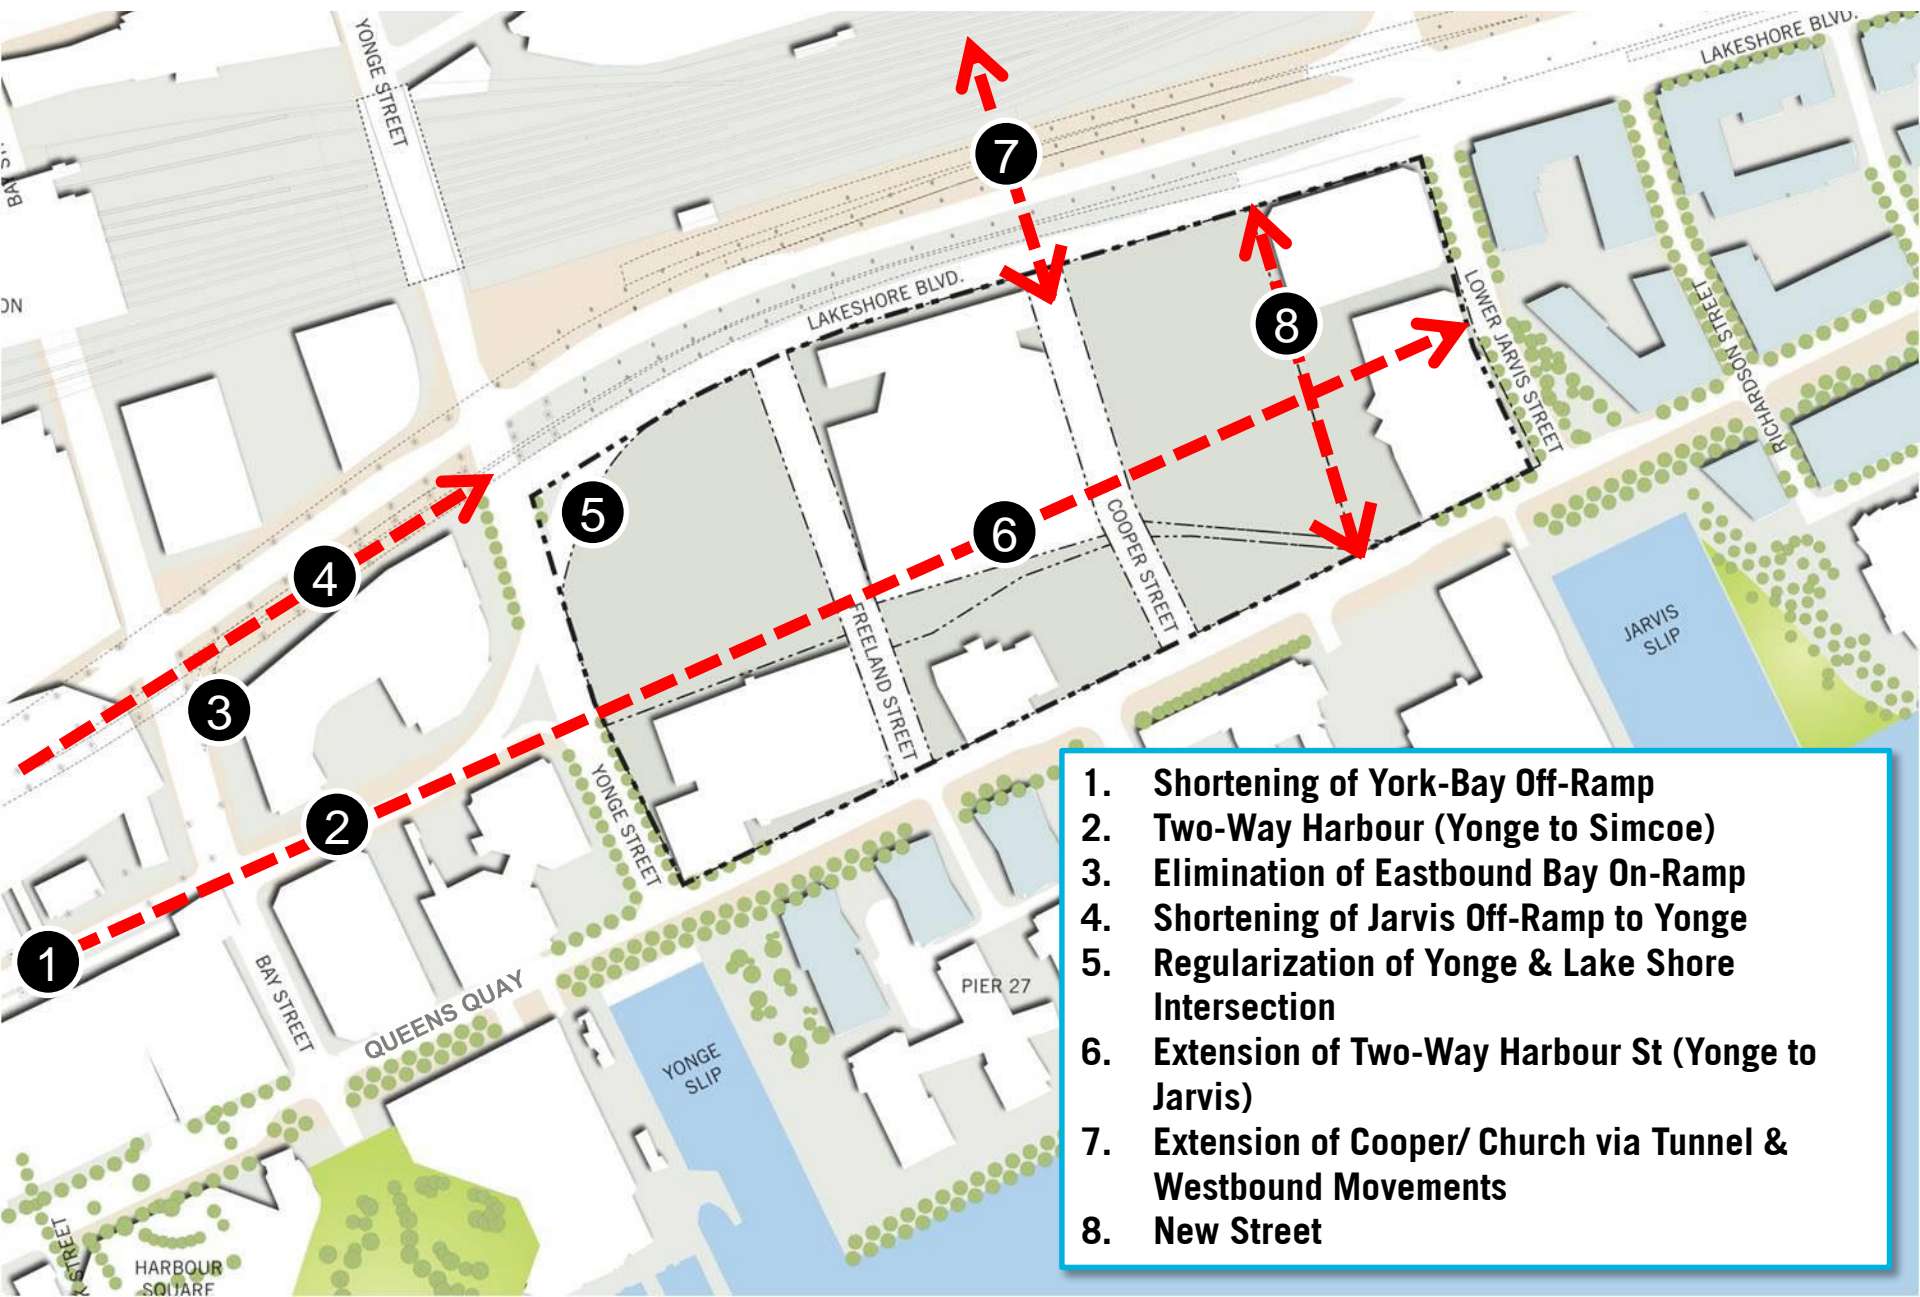 YONGE STREET
LAKESHORE BLVD.
BAY ST.
7
ON
LAKESHORE BLVD.
8
LOWER JARVIS STREET
RICHARDSON STREET
5
6
COOPER STREET
4
FREELAND STREET
JARVIS
SLIP
3
2
YONGE STREET
1
BAY STREET
QUEENS QUAY
PIER 27
YONGE
SLIP
STREET
HARBOUR
SQUARE
1. Shortening of York-Bay Off-Ramp
2. Two-Way Harbour (Yonge to Simcoe)
3. Elimination of Eastbound Bay On-Ramp
4. Shortening of Jarvis Off-Ramp to Yonge
5. Regularization of Yonge & Lake Shore
Intersection
6. Extension of Two-Way Harbour St (Yonge to
Jarvis)
7. Extension of Cooper/ Church via Tunnel &
Westbound Movements
8. New Street